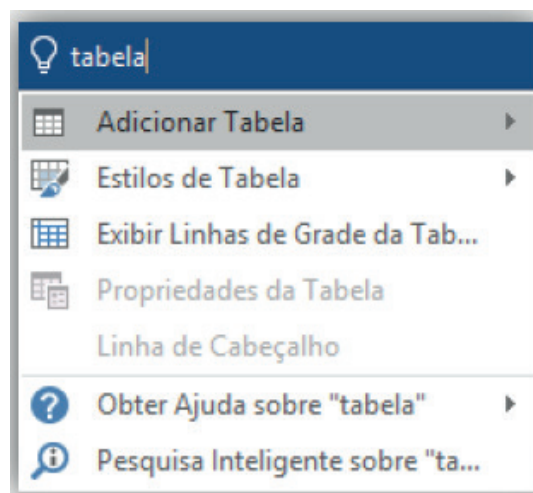 tabela
Adicionar Tabela
Estilos de Tabela
Exibir Linhas de Grade da Tab...
Propriedades da Tabela
Linha de Cabeçalho
Obter Ajuda sobre "tabela"
Pesquisa Inteligente sobre "ta...